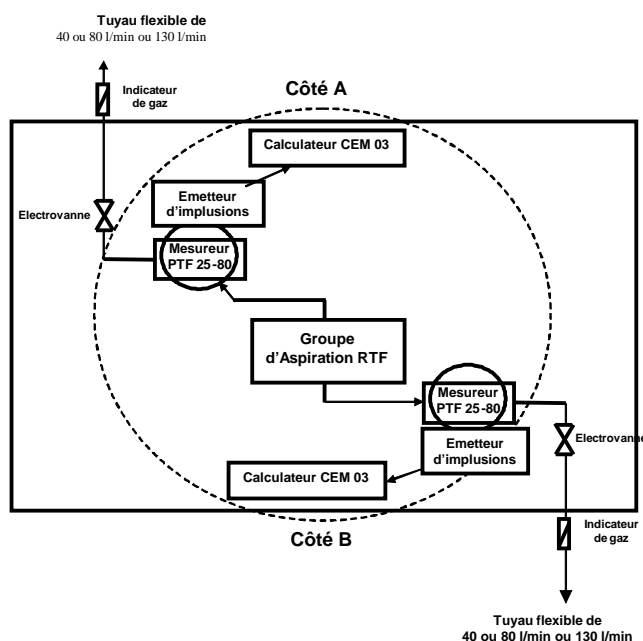 Tuyau flexible de
40 ou 80 l/min ou 130 l/min
Indicateur
de gaz
Côté A
Calculateur CEM 03
Emetteur
d'implusions
Electrovanne
Mesureur
PTF 25-80
Groupe
d'Aspiration RTF
Mesureur
PTF 25-80
Electrovanne
Emetteur
d'implusions
Calculateur CEM 03
Côté B
Indicateur
de gaz
Tuyau flexible de
40 ou 80 l/min ou 130 l/min